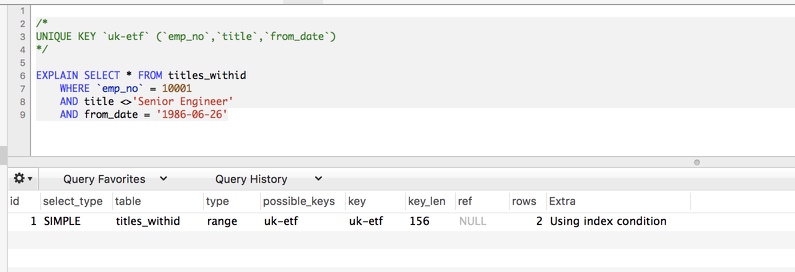 1
2 /*
3 UNIQUE KEY `uk-etf` (`emp_no`,`title`,`from_date`)
4 */
5
6 EXPLAIN SELECT * FROM titles_withid
7 WHERE `emp_no` = 10001
8 AND title <>'Senior Engineer'
9 AND from_date = '1986-06-26'
Query Favorites Query History
id select_type table type possible_keys key key_len ref rows Extra
1 SIMPLE titles_withid range uk-etf uk-etf 156 NULL 2 Using index condition